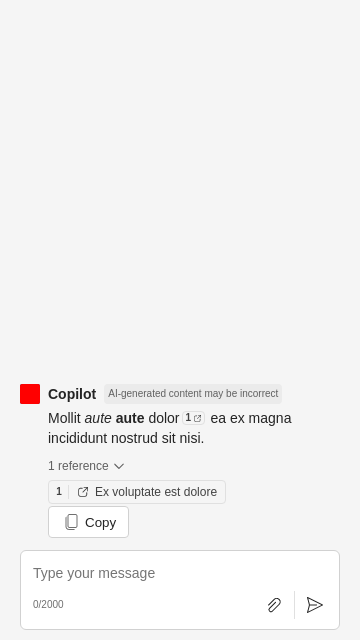 Copilot AI-generated content may be incorrect
Mollit aute aute dolor 1 ea ex magna
incididunt nostrud sit nisi.
1 reference
1 Ex voluptate est dolore
Copy
Type your message
0/2000